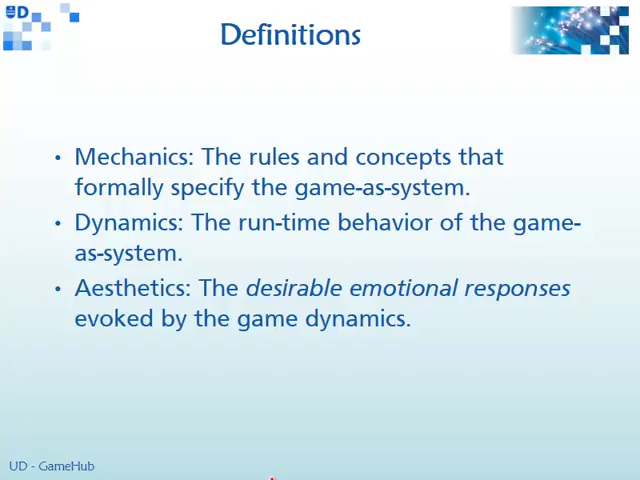 UD
Definitions
• Mechanics: The rules and concepts that
formally specify the game-as-system.
• Dynamics: The run-time behavior of the game-
as-system.
• Aesthetics: The desirable emotional responses
evoked by the game dynamics.
UD - GameHub